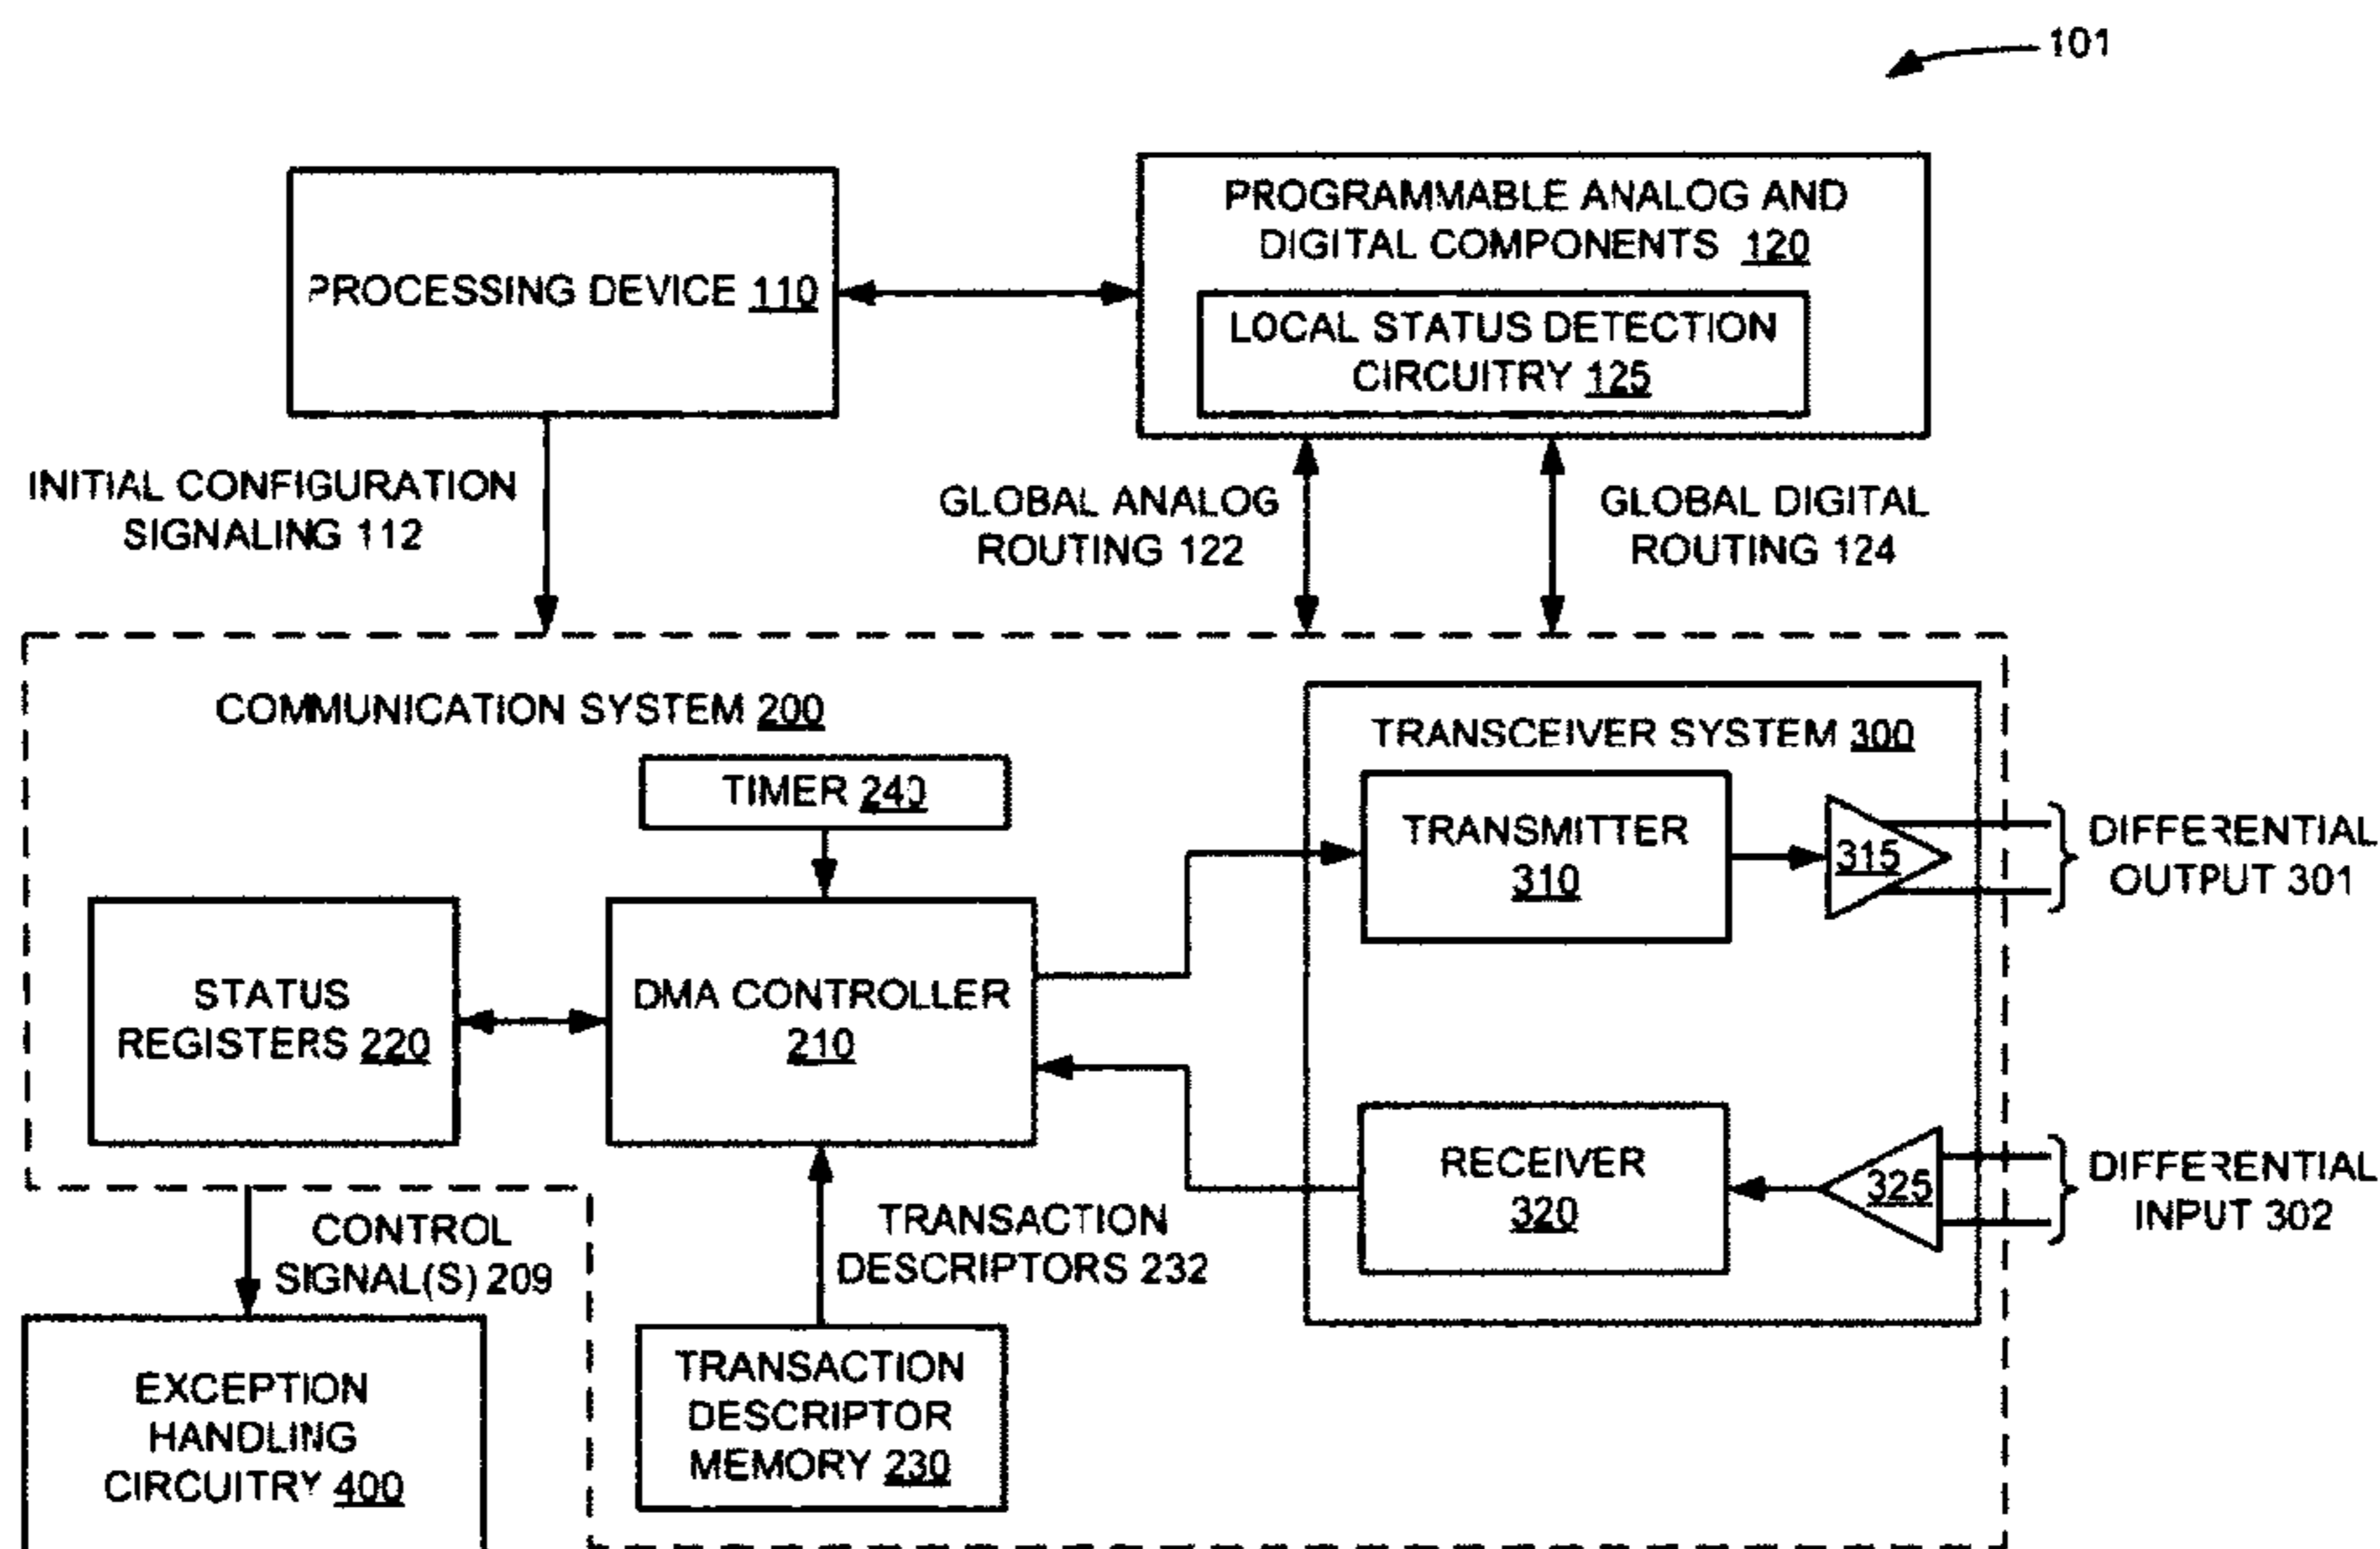 101
PROCESSING DEVICE 110
PROGRAMMABLE ANALOG AND
DIGITAL COMPONENTS 120
LOCAL STATUS DETECTION
CIRCUITRY 125
INITIAL CONFIGURATION
SIGNALING 112
GLOBAL ANALOG
ROUTING 122
GLOBAL DIGITAL
ROUTING 124
COMMUNICATION SYSTEM 200
TIMER 240
STATUS
REGISTERS 220
DMA CONTROLLER
210
TRANSCEIVER SYSTEM 300
TRANSMITTER
310
315
DIFFERENTIAL
OUTPUT 301
RECEIVER
320
325
DIFFERENTIAL
INPUT 302
CONTROL
SIGNAL(S) 209
TRANSACTION
DESCRIPTORS 232
EXCEPTION
HANDLING
CIRCUITRY 400
TRANSACTION
DESCRIPTOR
MEMORY 230